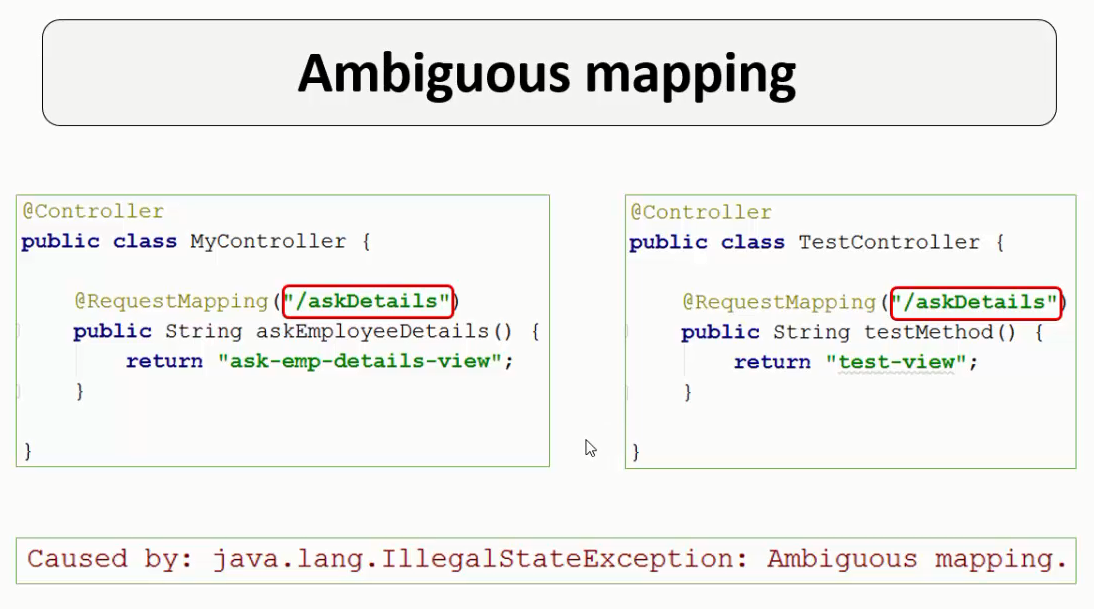 Ambiguous mapping
@Controller
public class MyController {
@RequestMapping("/askDetails")
public String askEmployeeDetails() {
return "ask-emp-details-view";
}
}
@Controller
public class TestController {
@RequestMapping("/askDetails")
public String testMethod() {
return "test-view";
}
}
Caused by: java.lang.IllegalStateException: Ambiguous mapping.